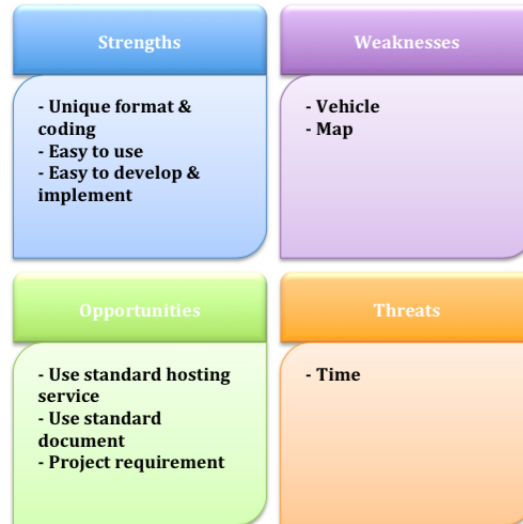 Strengths
- Unique format &
coding
- Easy to use
- Easy to develop &
implement
Weaknesses
- Vehicle
- Map
Opportunities
- Use standard hosting
service
- Use standard
document
- Project requirement
Threats
- Time